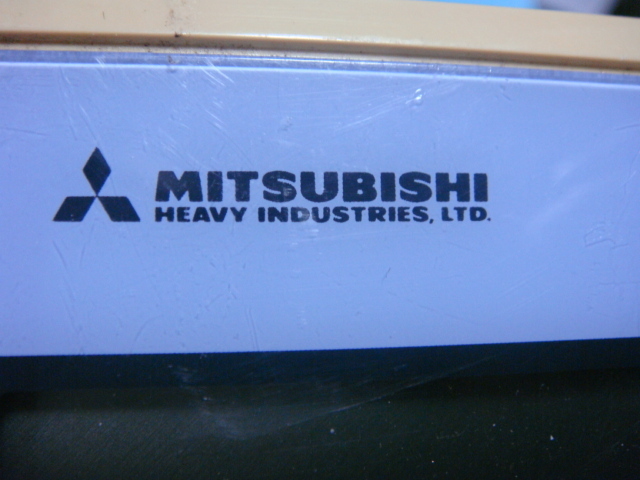 MITSUBISHI
HEAVY INDUSTRIES, LTD.